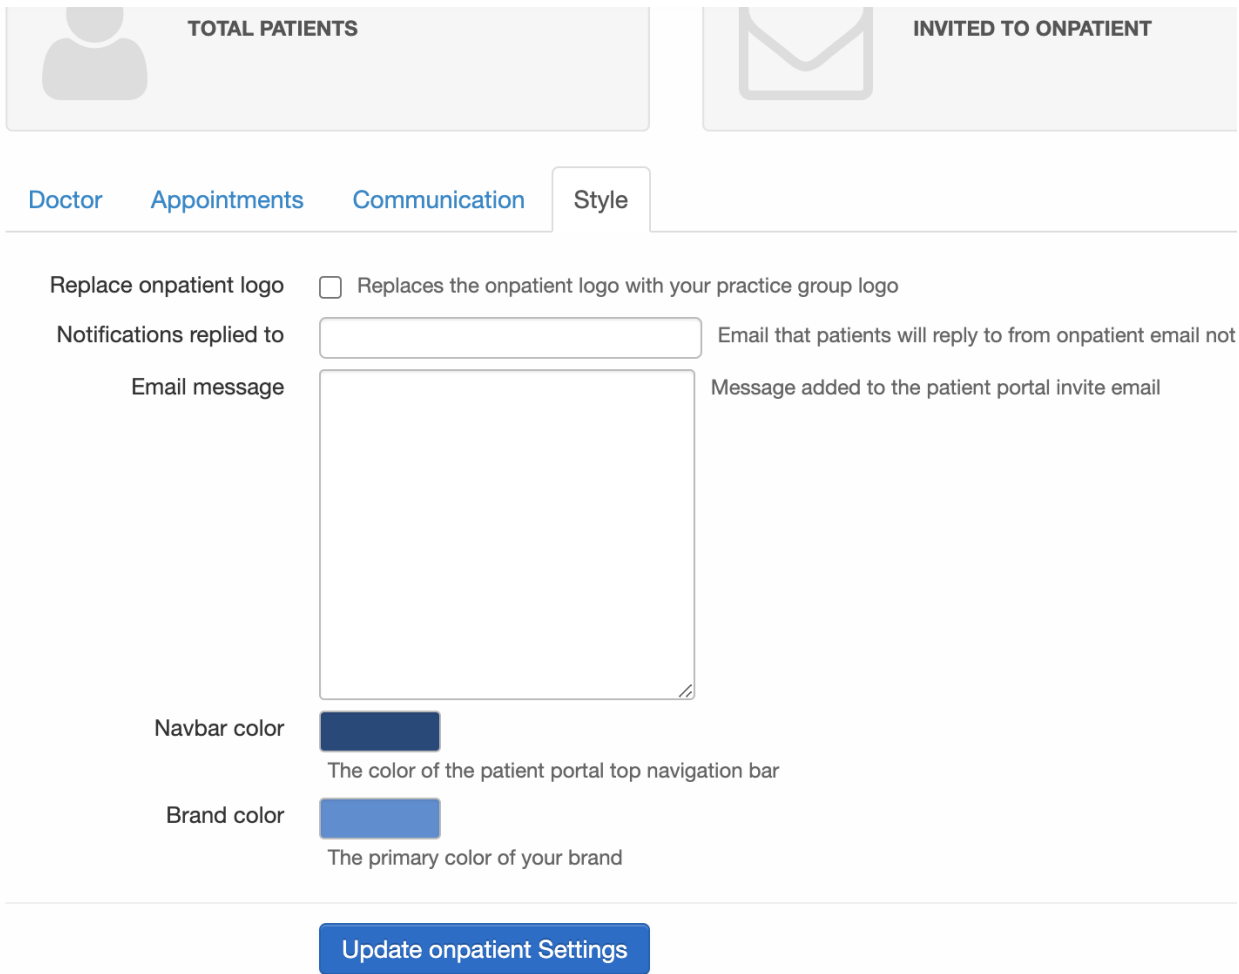 TOTAL PATIENTS
INVITED TO ONPATIENT
Doctor Appointments Communication Style
Replace onpatient logo Replaces the onpatient logo with your practice group logo
Notifications replied to Email that patients will reply to from onpatient email not
Email message Message added to the patient portal invite email
Navbar color
The color of the patient portal top navigation bar
Brand color
The primary color of your brand
Update onpatient Settings